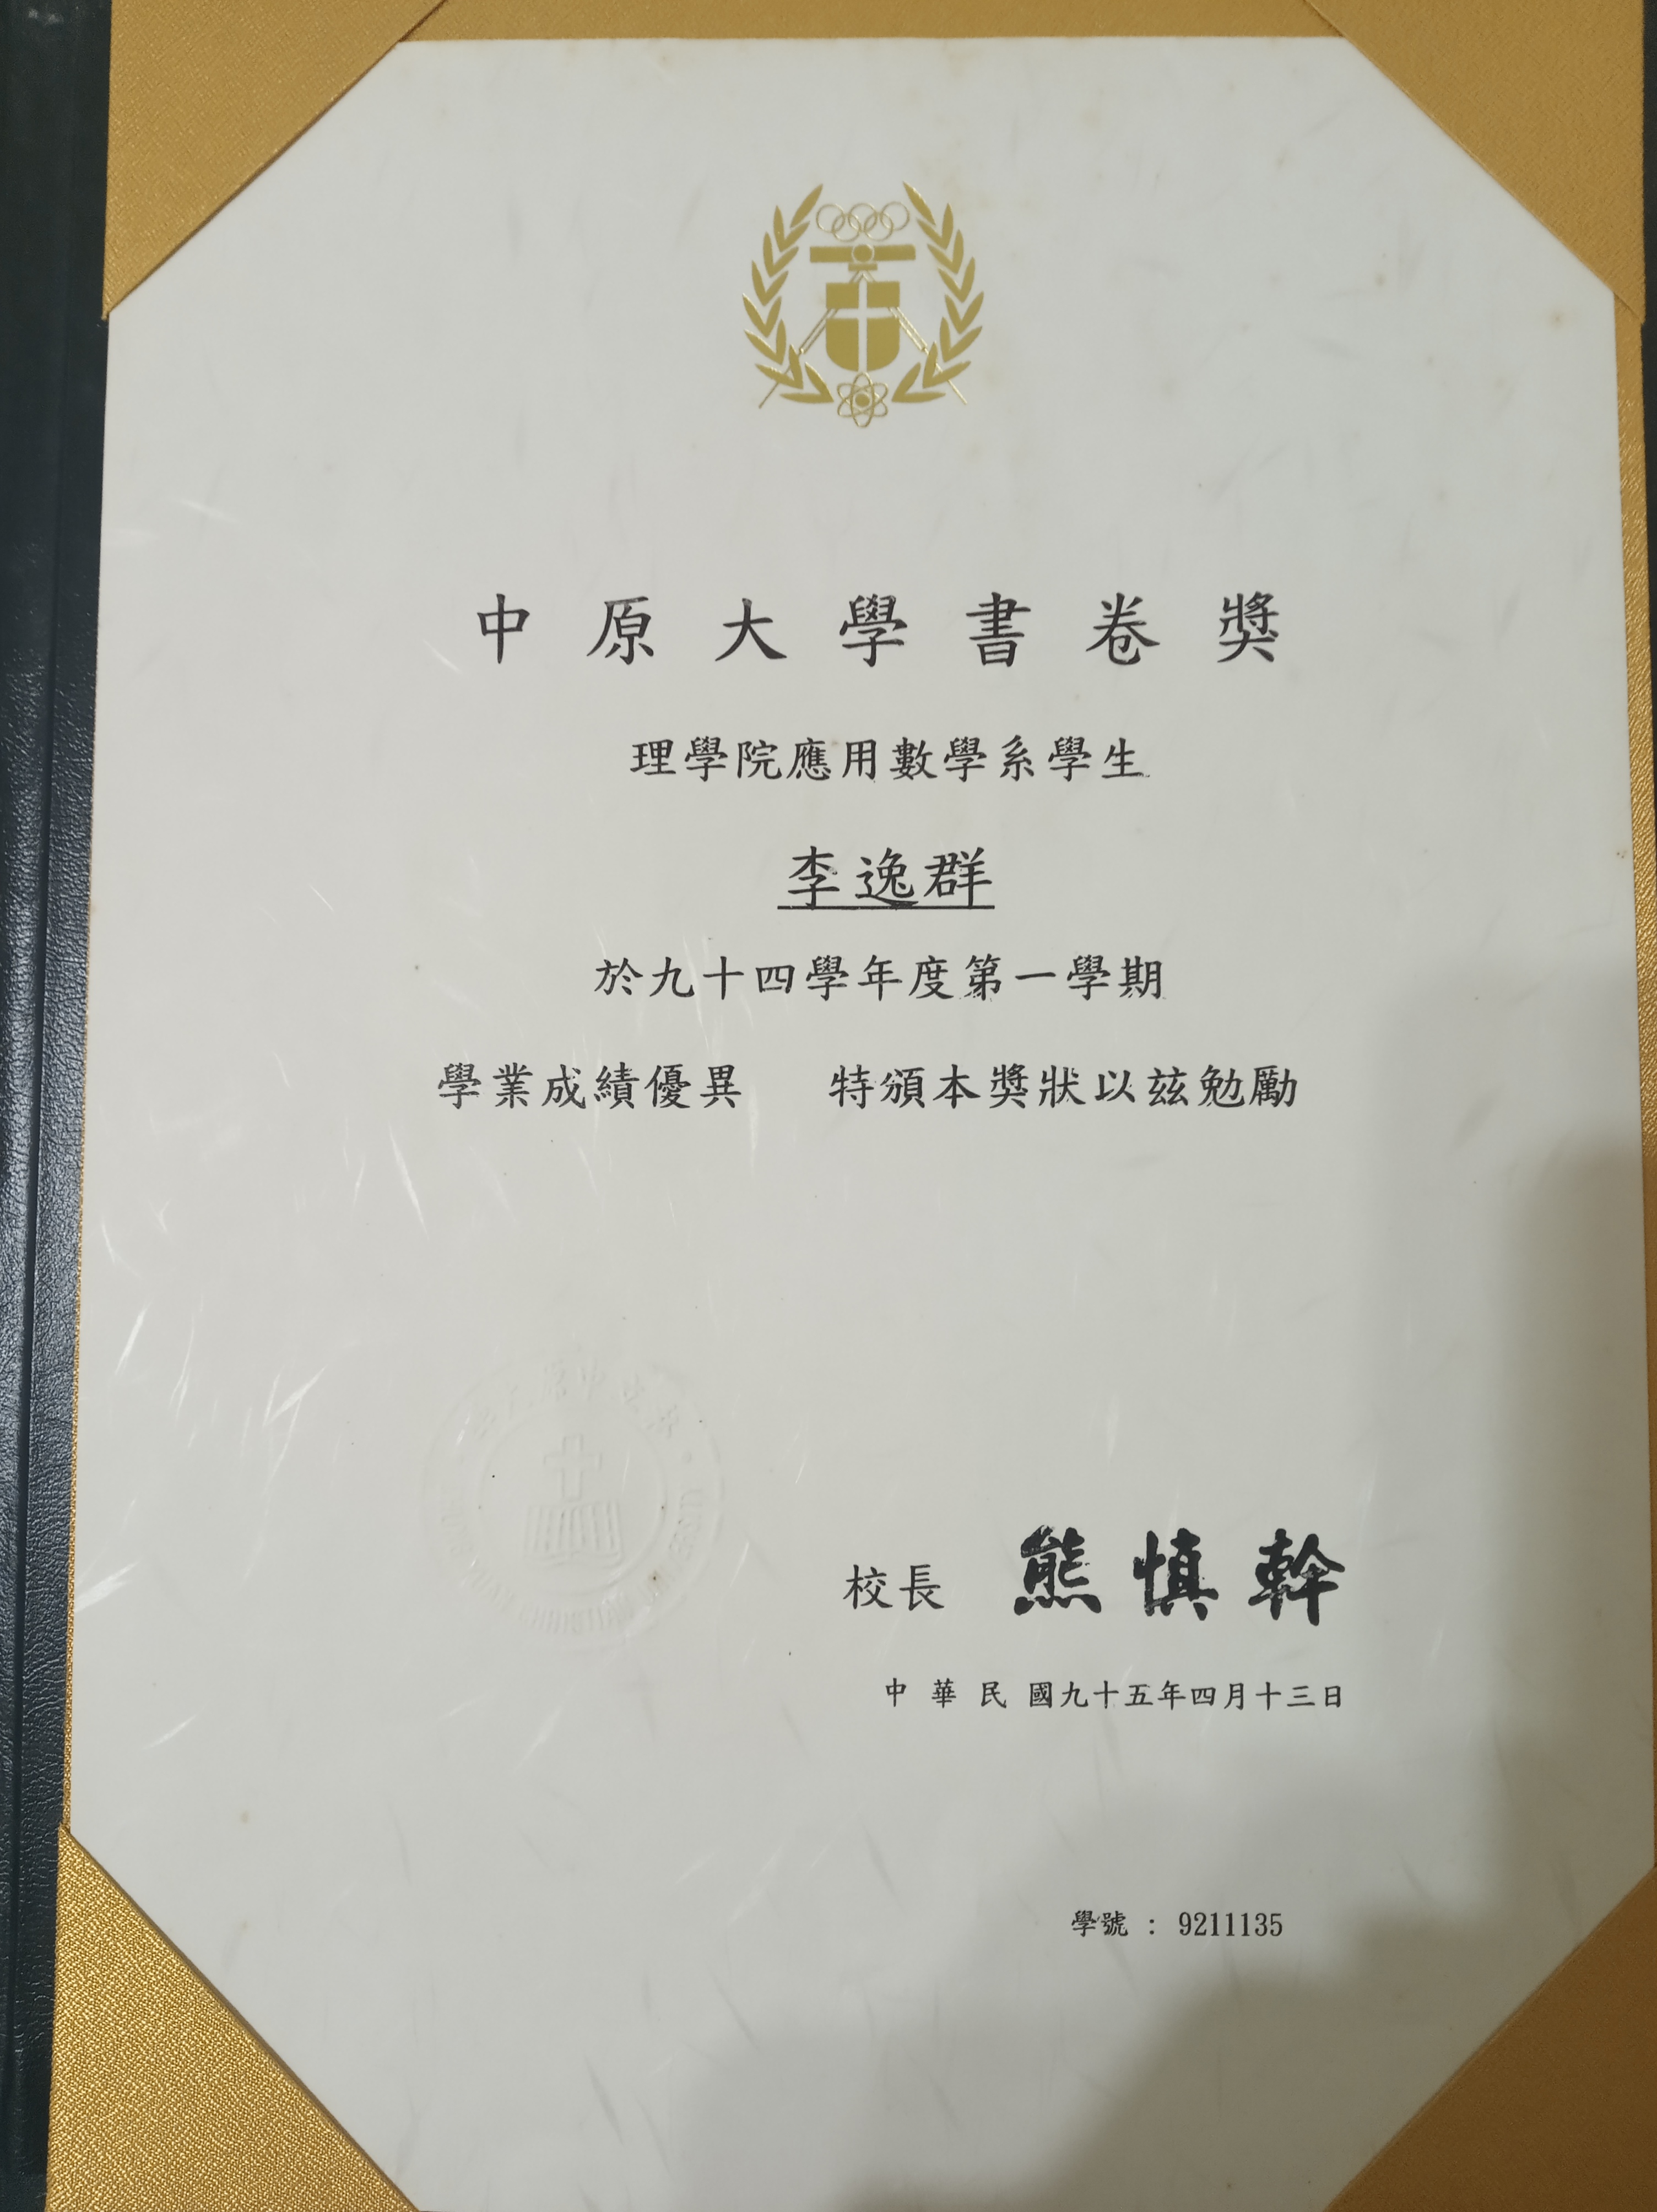 中原大學書卷獎
理學院應用數學系學生
李逸群
於九十四學年度第一學期
學業成績優異 特頒本獎狀以茲勉勵
校長 熊慎幹
中華民國九十五年四月十三日
學號 : 9211135